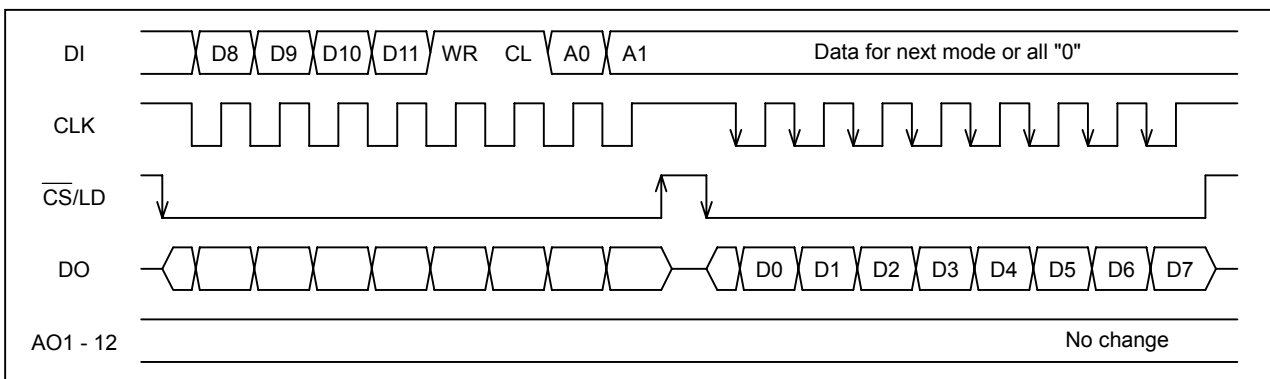 DI D8 D9 D10 D11 WR CL A0 A1 Data for next mode or all "0"
CLK
CS/LD
DO D0 D1 D2 D3 D4 D5 D6 D7
AO1 - 12 No change